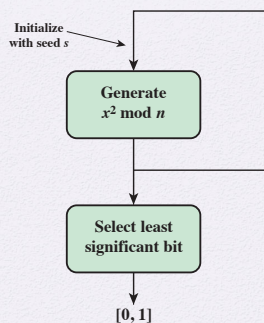 Initialize
with seed s
Generate
x² mod n
Select least
significant bit
[0, 1]